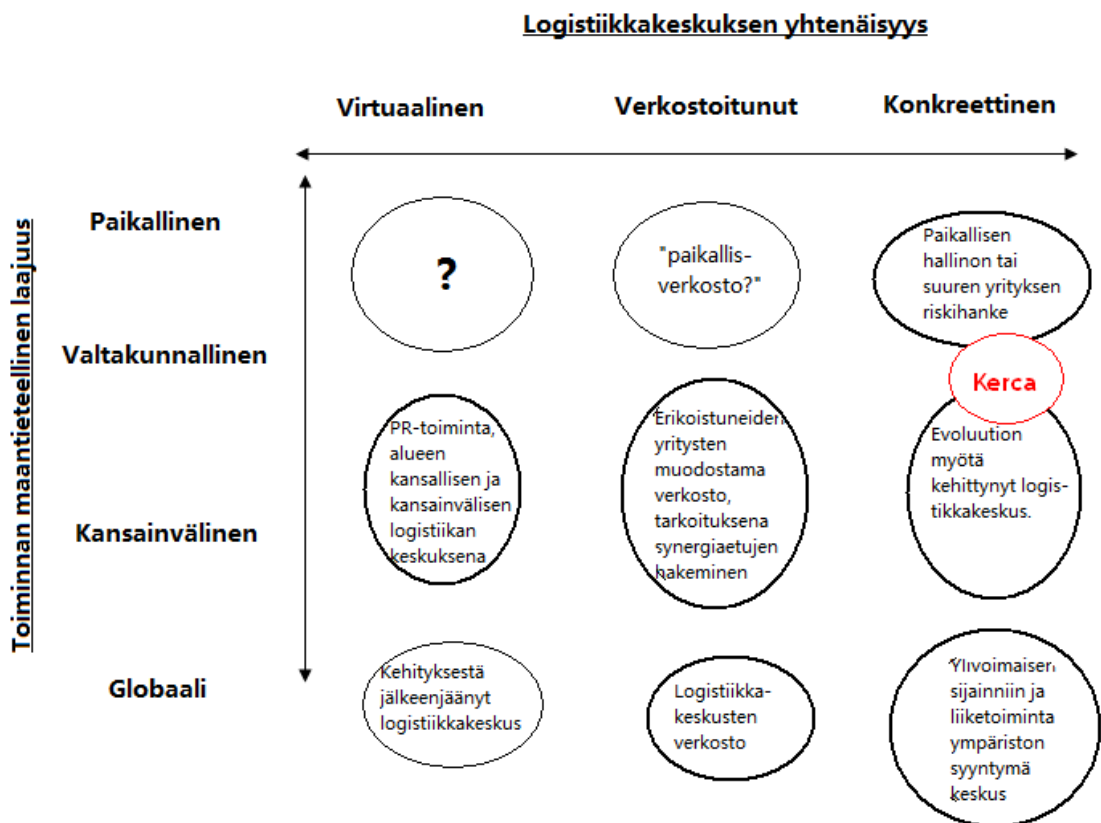 Logistiikkakeskuksen yhtenäisyys
Virtuaalinen
Verkostoitunut
Konkreettinen
Toiminnan maantieteellinen laajuus
Paikallinen
?
"paikallis-
verkosto?"
Paikallisen
hallinon tai
suuren yrityksen
riskihanke
Valtakunnallinen
Kerca
PR-toiminta,
alueen
kansallisen ja
kansainvälisen
logistiikan
keskuksena
Erikoistuneiden
yritysten
muodostama
verkosto,
tarkoituksena
synergiaetujen
hakeminen
Evoluution
myötä
kehittynyt logis-
tikkakeskus.
Kansainvälinen
Globaali
Kehityksestä
jälkeenjäänyt
logistiikkakeskus
Logistiikka-
keskusten
verkosto
Ylivoimaisen
sijainniin ja
liiketoiminta
ympäriston
syyntymä
keskus